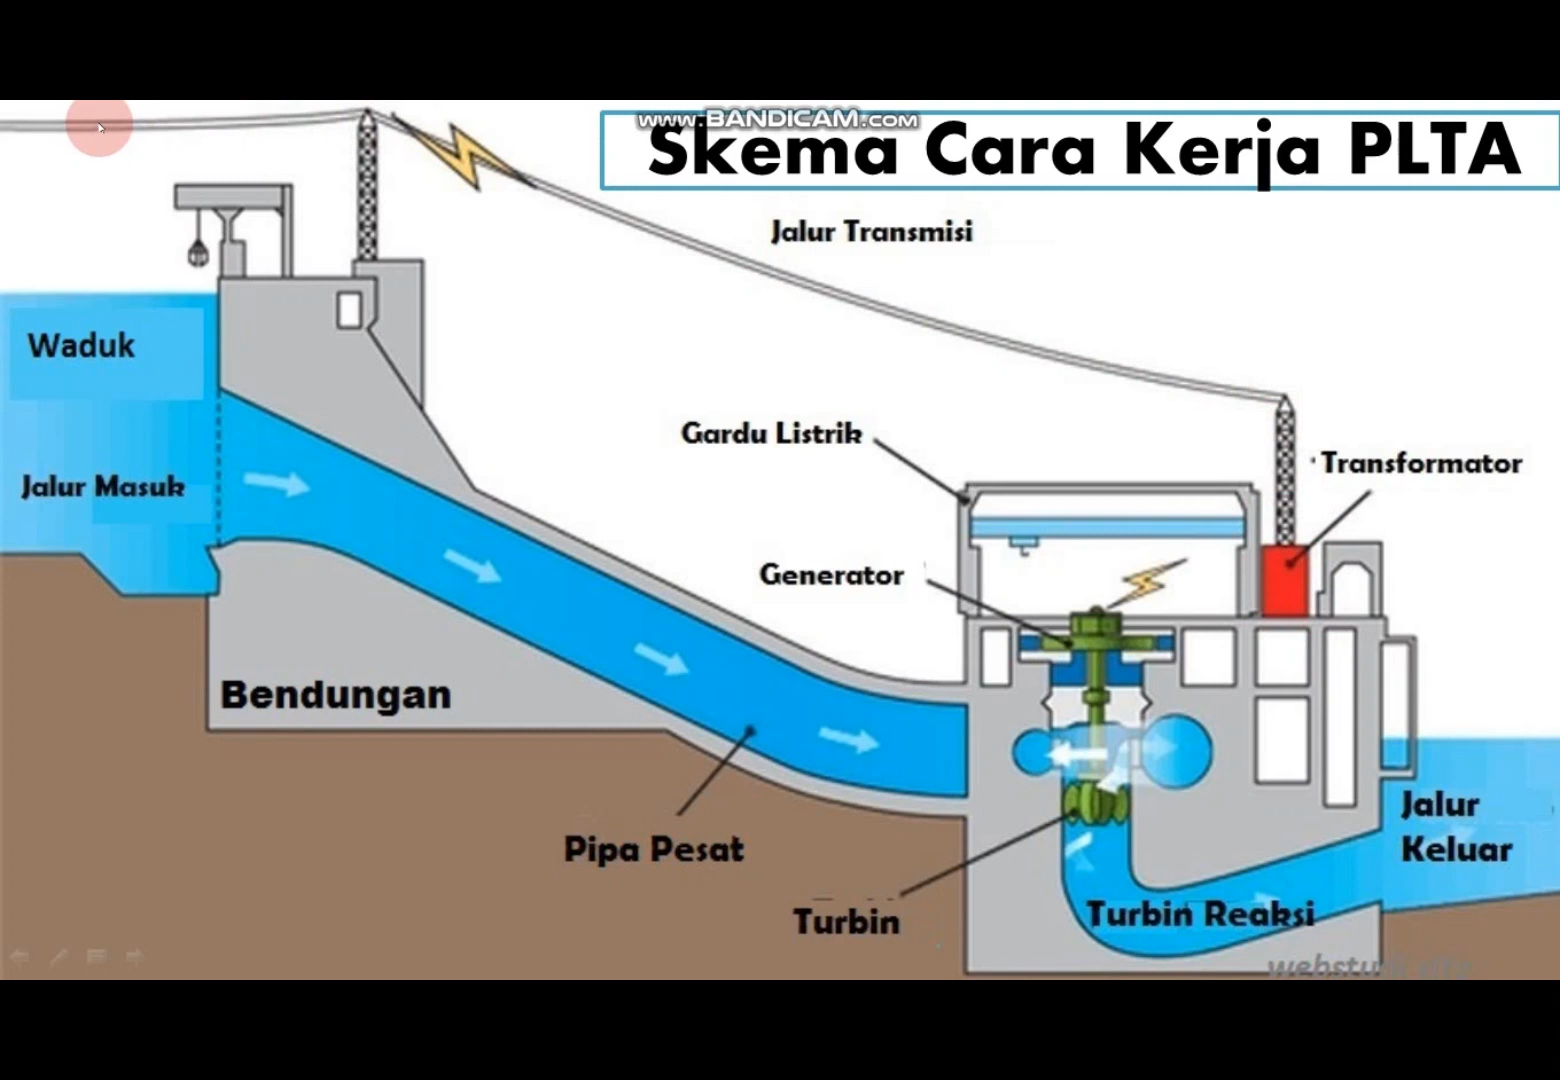 www.BANDICAM.com
Skema Cara Kerja PLTA
Jalur Transmisi
Waduk
Gardu Listrik
Transformator
Jalur Masuk
Generator
Bendungan
Jalur
Keluar
Pipa Pesat
Turbin
Turbin Reaksi